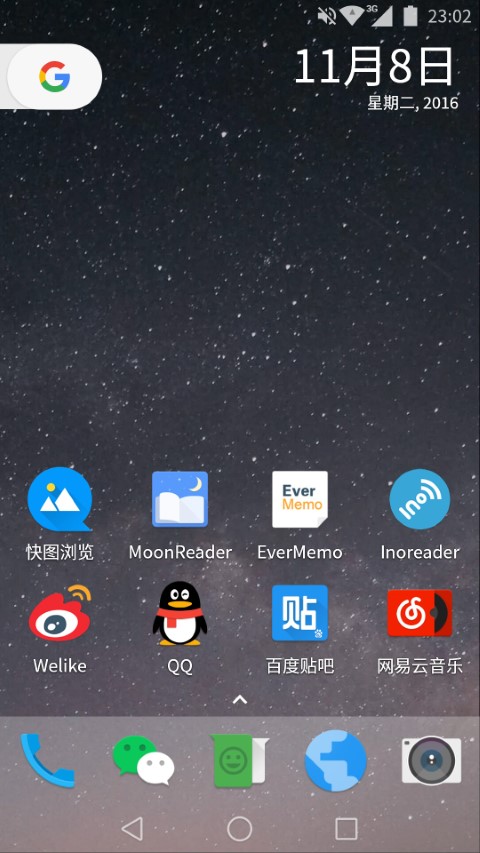 3G 23:02
G
11月8日
星期二, 2016
Ever
Memo
Ino
快图浏览
MoonReader
EverMemo
Inoreader
贴
Welike
QQ
百度贴吧
网易云音乐